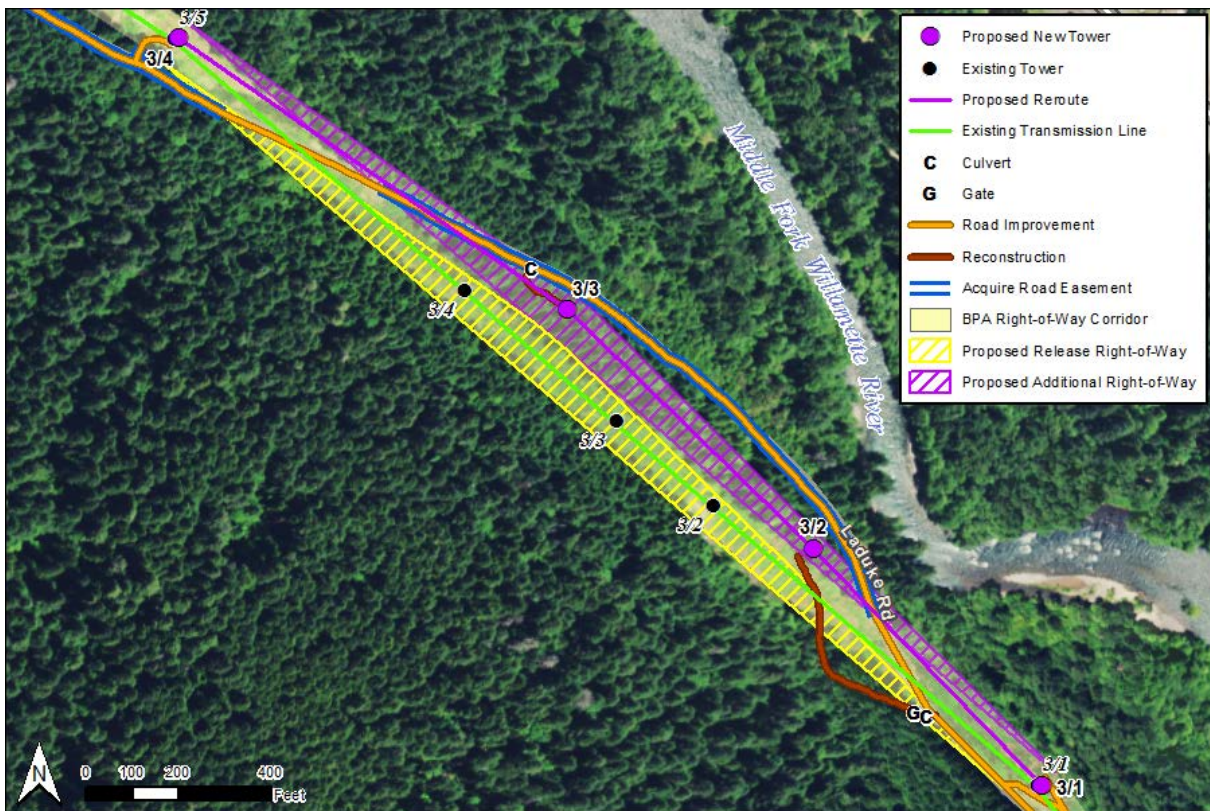 3/5
3/4
C
3/3
3/4
3/3
3/2
3/2
Laduke Rd
GC
3/1
3/1
Middle Fork Willamette River
Proposed New Tower
Existing Tower
Proposed Reroute
Existing Transmission Line
C Culvert
G Gate
Road Improvement
Reconstruction
Acquire Road Easement
BPA Right-of-Way Corridor
Proposed Release Right-of-Way
Proposed Additional Right-of-Way
N
0 100 200 400
Feet